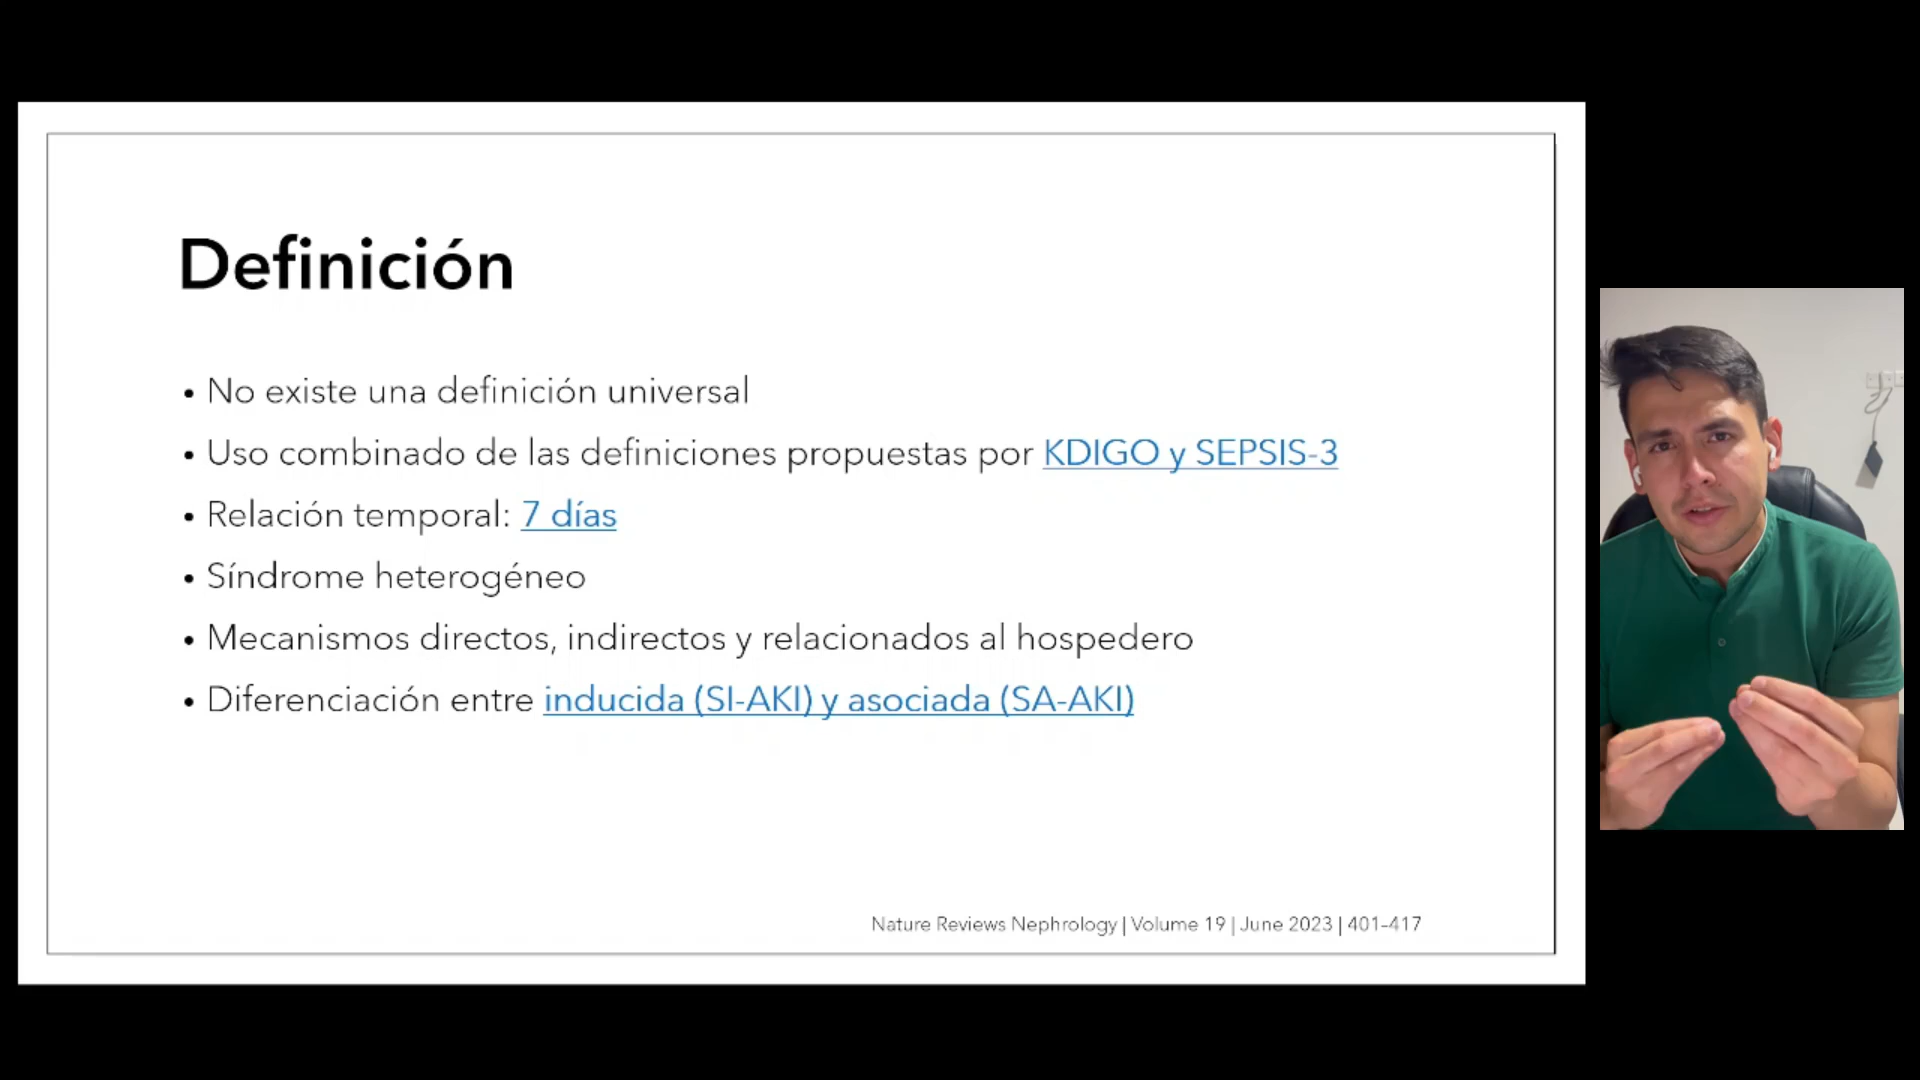 Definición
• No existe una definición universal
• Uso combinado de las definiciones propuestas por KDIGO y SEPSIS-3
• Relación temporal: 7 días
• Síndrome heterogéneo
• Mecanismos directos, indirectos y relacionados al hospedero
• Diferenciación entre inducida (SI-AKI) y asociada (SA-AKI)
Nature Reviews Nephrology | Volume 19 | June 2023 | 401–417